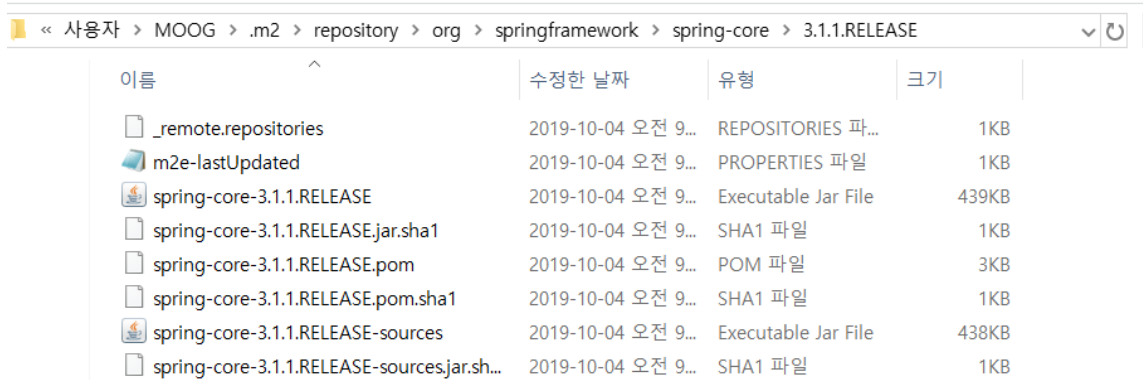 « 사용자 > MOOG > .m2 > repository > org > springframework > spring-core > 3.1.1.RELEASE
이름 수정한 날짜 유형 크기
_remote.repositories 2019-10-04 오전 9... REPOSITORIES 파... 1KB
m2e-lastUpdated 2019-10-04 오전 9... PROPERTIES 파일 1KB
spring-core-3.1.1.RELEASE 2019-10-04 오전 9... Executable Jar File 439KB
spring-core-3.1.1.RELEASE.jar.sha1 2019-10-04 오전 9... SHA1 파일 1KB
spring-core-3.1.1.RELEASE.pom 2019-10-04 오전 9... POM 파일 3KB
spring-core-3.1.1.RELEASE.pom.sha1 2019-10-04 오전 9... SHA1 파일 1KB
spring-core-3.1.1.RELEASE-sources 2019-10-04 오전 9... Executable Jar File 438KB
spring-core-3.1.1.RELEASE-sources.jar.sh... 2019-10-04 오전 9... SHA1 파일 1KB